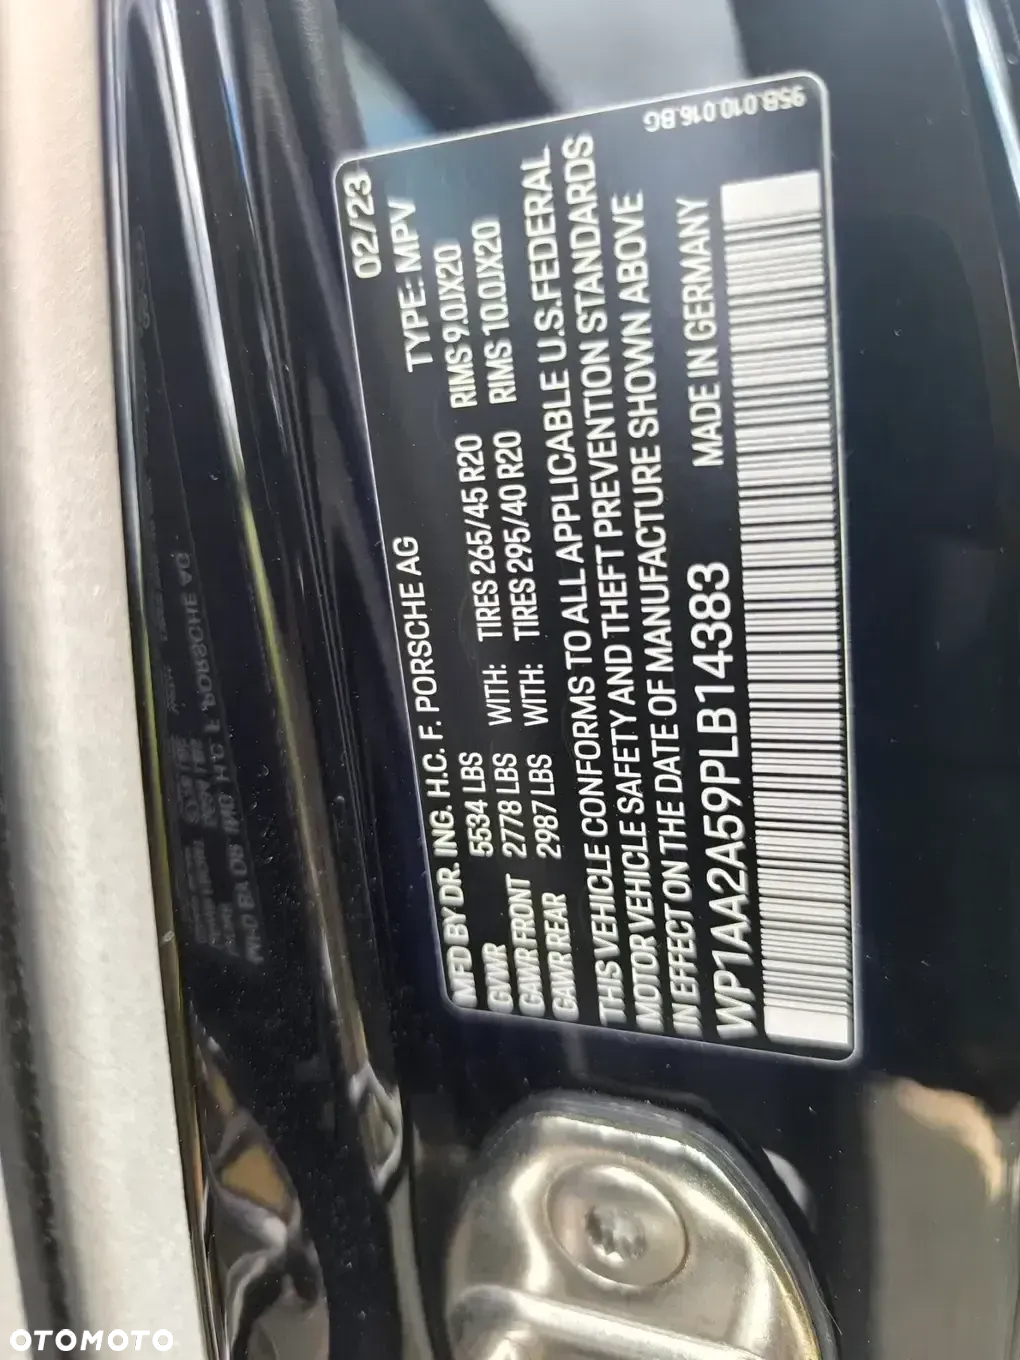 MFD BY DR. ING. H.C. F. PORSCHE AG 02/23
GVWR 5534 LBS TYPE: MPV
GAWR FRONT 2778 LBS WITH: TIRES 265/45 R20 RIMS 9.0JX20
GAWR REAR 2987 LBS WITH: TIRES 295/40 R20 RIMS 10.0JX20
THIS VEHICLE CONFORMS TO ALL APPLICABLE U.S.FEDERAL
MOTOR VEHICLE SAFETY AND THEFT PREVENTION STANDARDS
IN EFFECT ON THE DATE OF MANUFACTURE SHOWN ABOVE
WP1AA2A59PLB14383 MADE IN GERMANY
95B.010.016.BG
OTOMOTO